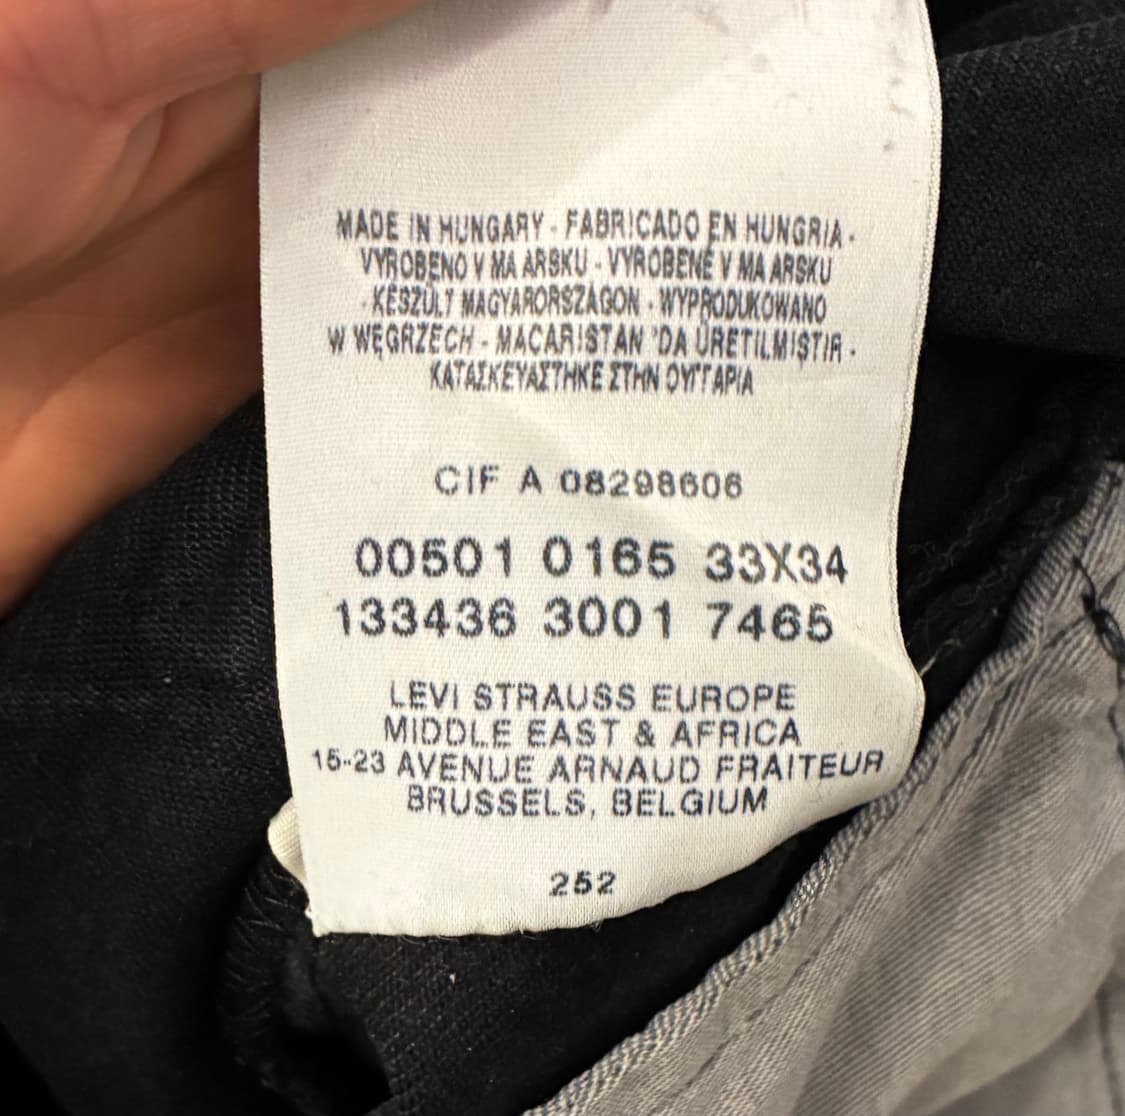 MADE IN HUNGARY - FABRICADO EN HUNGRIA -
VYROBENO V MA ARSKU - VYROBENÉ V MA ARSKU
- KÉSZÜLT MAGYARORSZAGON - WYPRODUKOWANO
W WĘGRZECH - MACARISTAN 'DA ÜRETILMIŞTIR -
ΚΑΤΑΣΚΕΥΑΣΤΗΚΕ ΣΤΗΝ ΟΥΓΓΑΡΙΑ
CIF A 08298606
00501 0165 33X34
133436 3001 7465
LEVI STRAUSS EUROPE
MIDDLE EAST & AFRICA
15-23 AVENUE ARNAUD FRAITEUR
BRUSSELS, BELGIUM
252